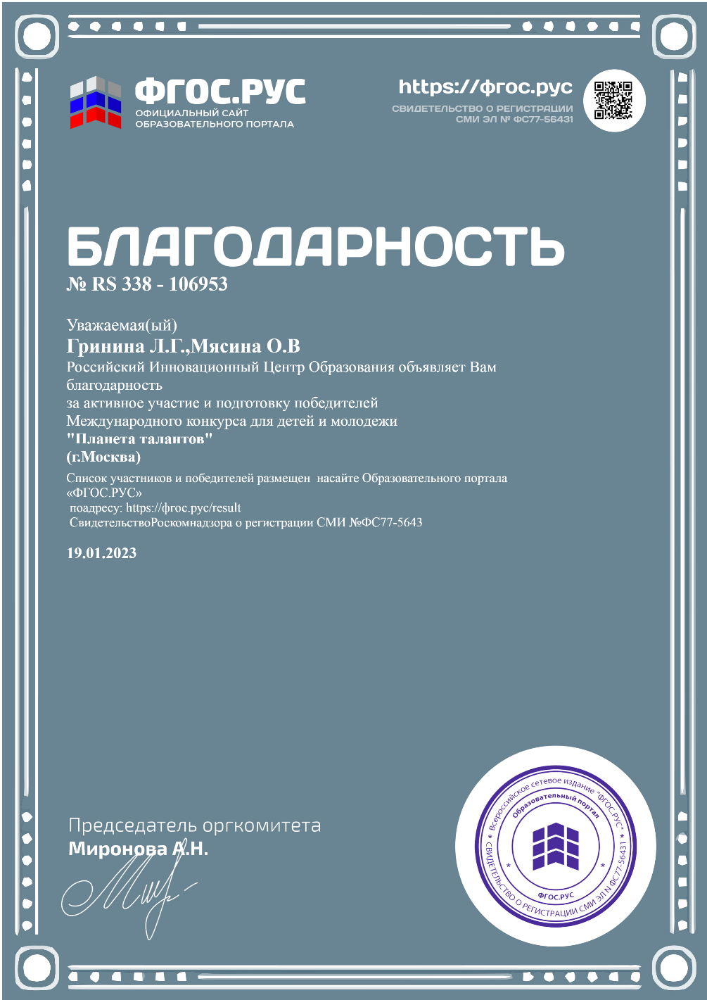 ФГОС.РУС
ОФИЦИАЛЬНЫЙ САЙТ
ОБРАЗОВАТЕЛЬНОГО ПОРТАЛА
https://фгос.рус
СВИДЕТЕЛЬСТВО О РЕГИСТРАЦИИ
СМИ ЭЛ № ФС77-56431
БЛАГОДАРНОСТЬ
№ RS 338 - 106953
Уважаемая(ый)
Гринина Л.Г.,Мясина О.В
Российский Инновационный Центр Образования объявляет Вам
благодарность
за активное участие и подготовку победителей
Международного конкурса для детей и молодежи
"Планета талантов"
(г.Москва)
Список участников и победителей размещен  насайте Образовательного портала
«ФГОС.РУС»
поадресу: https://фгос.рус/result
СвидетельствоРоскомнадзора о регистрации СМИ №ФС77-5643
19.01.2023
Председатель оргкомитета
Миронова А.Н.
* Всероссийское сетевое издание "ФГОС.РУС" *
СВИДЕТЕЛЬСТВО О РЕГИСТРАЦИИ СМИ ЭЛ N ФС77-56431
Образовательный портал
* ФГОС.РУС *